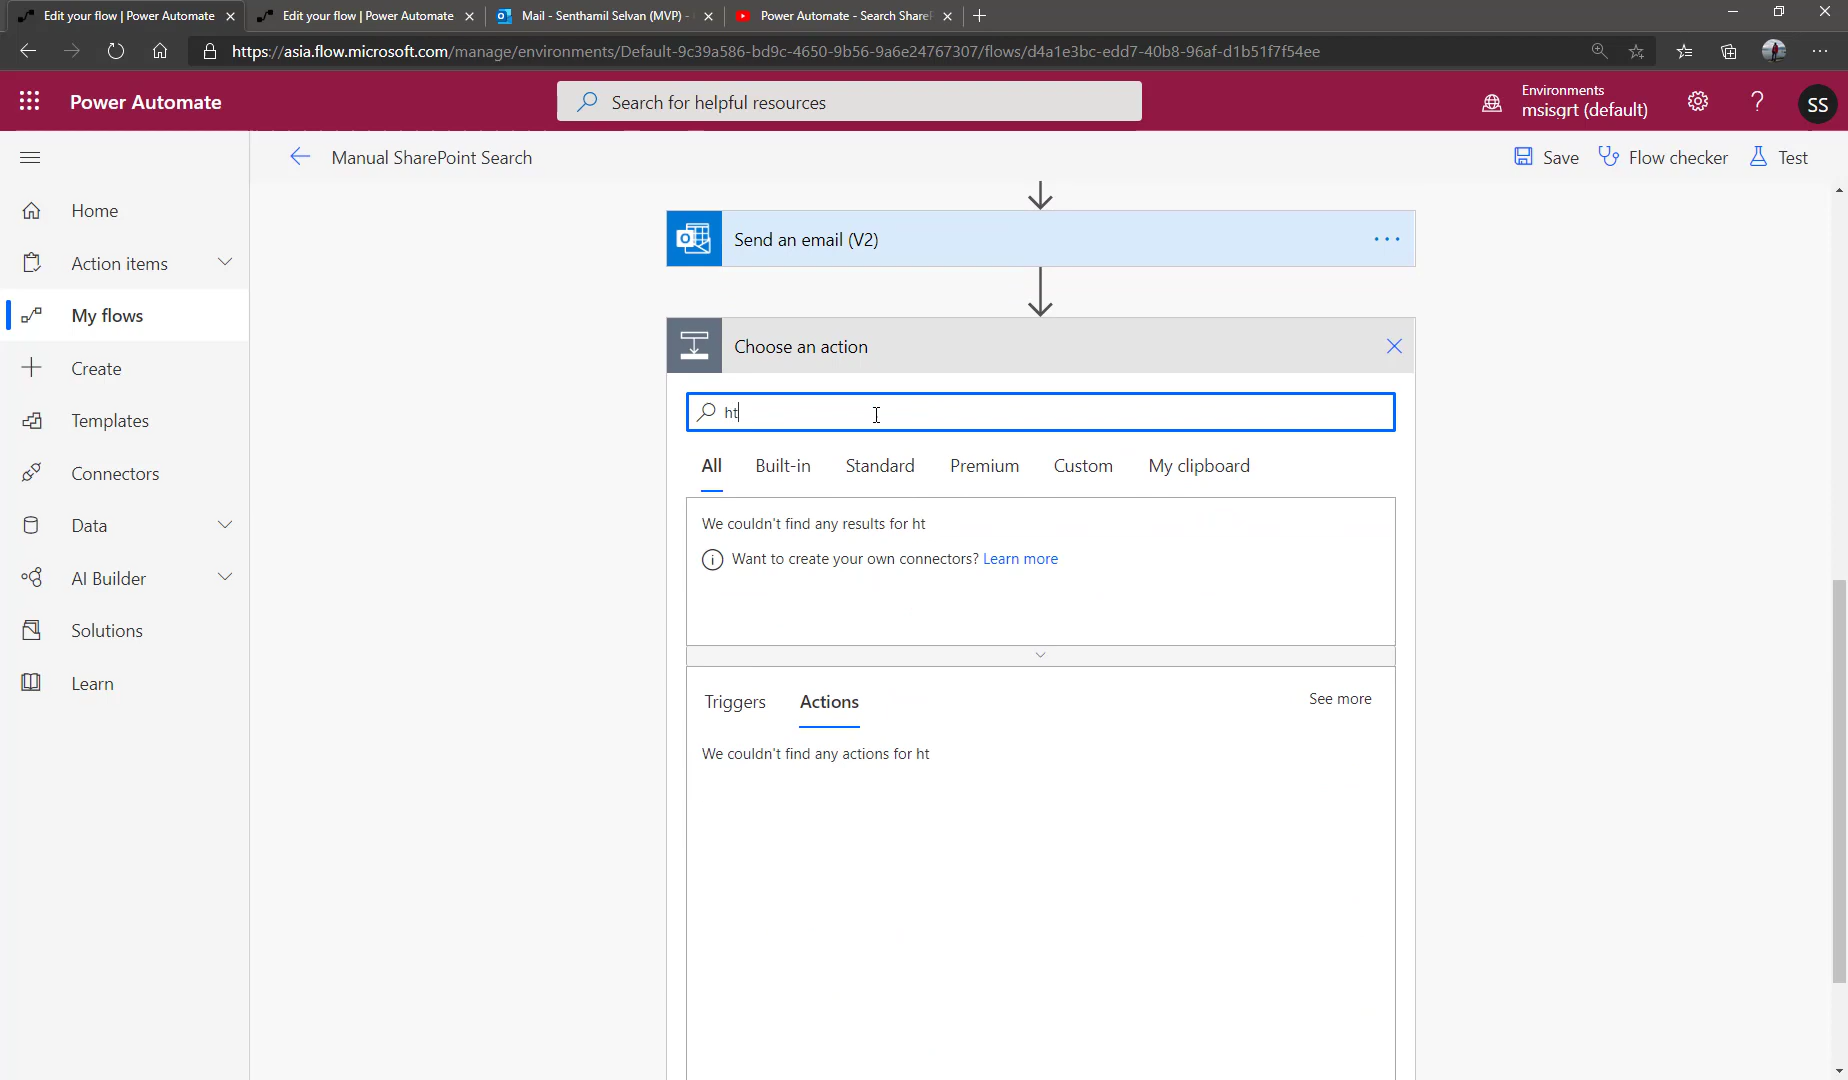 Edit your flow | Power Automate
Edit your flow | Power Automate
Mail - Senthamil Selvan (MVP) -
Power Automate - Search Share
https://asia.flow.microsoft.com/manage/environments/Default-9c39a586-bd9c-4650-9b56-9a6e24767307/flows/d4a1e3bc-edd7-40b8-96af-d1b51f7f54ee
Power Automate
Search for helpful resources
Environments
msisgrt (default)
?
SS
Manual SharePoint Search
Save
Flow checker
Test
Home
Action items
My flows
Create
Templates
Connectors
Data
AI Builder
Solutions
Learn
Send an email (V2)
Choose an action
ht
All
Built-in
Standard
Premium
Custom
My clipboard
We couldn't find any results for ht
Want to create your own connectors? Learn more
Triggers
Actions
See more
We couldn't find any actions for ht